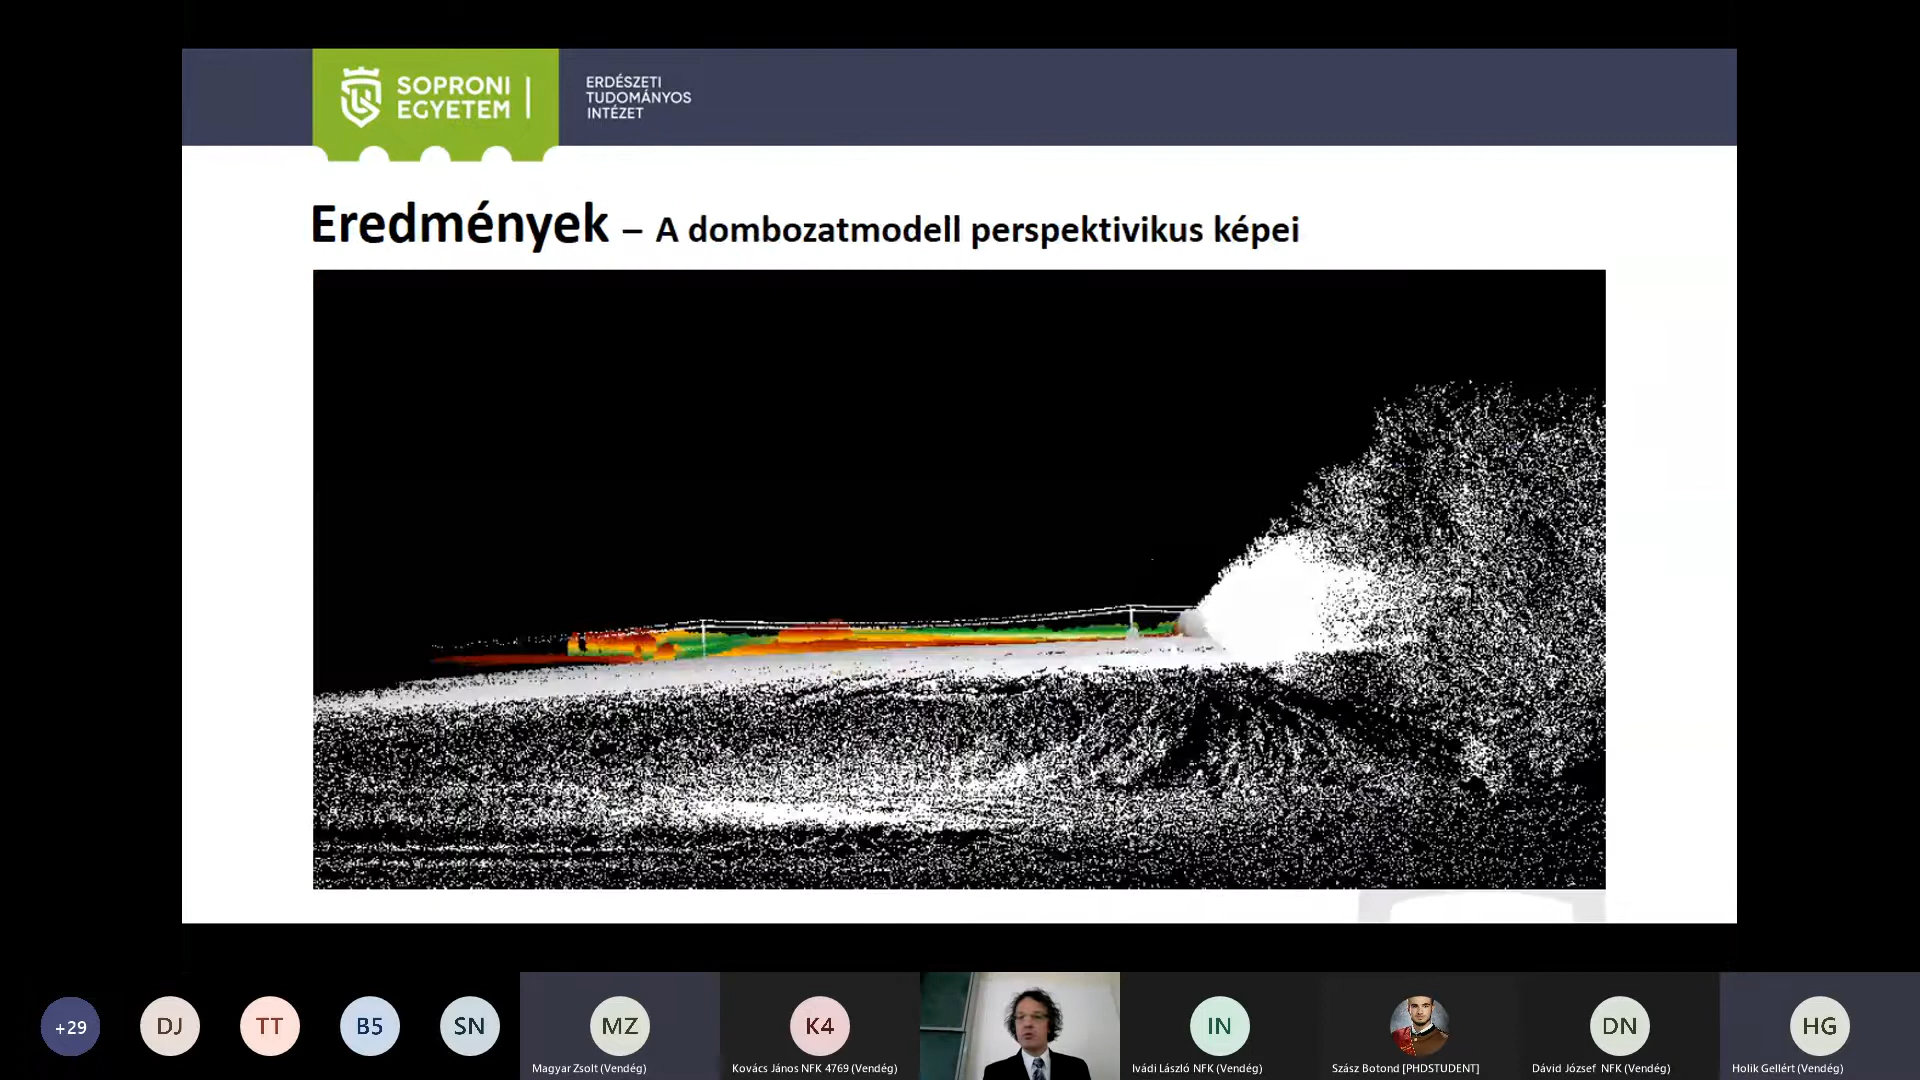 SOPRONI
EGYETEM
ERDÉSZETI
TUDOMÁNYOS
INTÉZET
Eredmények – A dombozatmodell perspektivikus képei
+29
DJ
TT
B5
SN
MZ
K4
IN
DN
HG
Magyar Zsolt (Vendég)
Kovács János NFK 4769 (Vendég)
Ivádi László NFK (Vendég)
Szász Botond [PHDSTUDENT]
Dávid József NFK (Vendég)
Holik Gellért (Vendég)